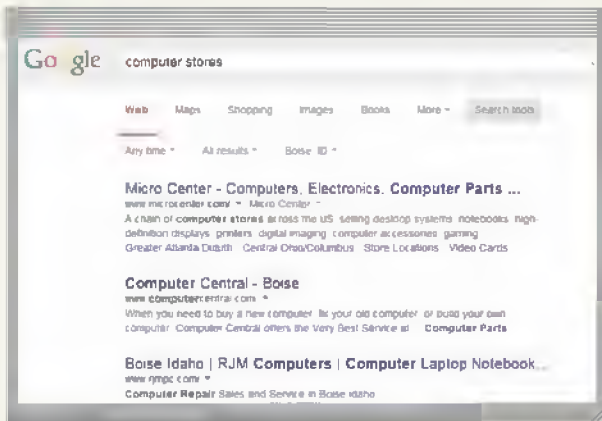 Google computer stores
Web Maps Shopping Images Books More Search tools
Any time All results Boise ID
Micro Center - Computers, Electronics, Computer Parts ...
www.microcenter.com/ Micro Center
A chain of computer stores across the US selling desktop systems notebooks high-
definition displays printers digital imaging computer accessories gaming
Greater Atlanta Duluth Central Ohio/Columbus Store Locations Video Cards
Computer Central - Boise
www.computercentral.com
When you need to buy a new computer, fix your old computer or build your own
computer Computer Central offers the Very Best Service at Computer Parts
Boise Idaho | RJM Computers | Computer Laptop Notebook...
www.rjmpc.com/
Computer Repair Sales and Service in Boise Idaho